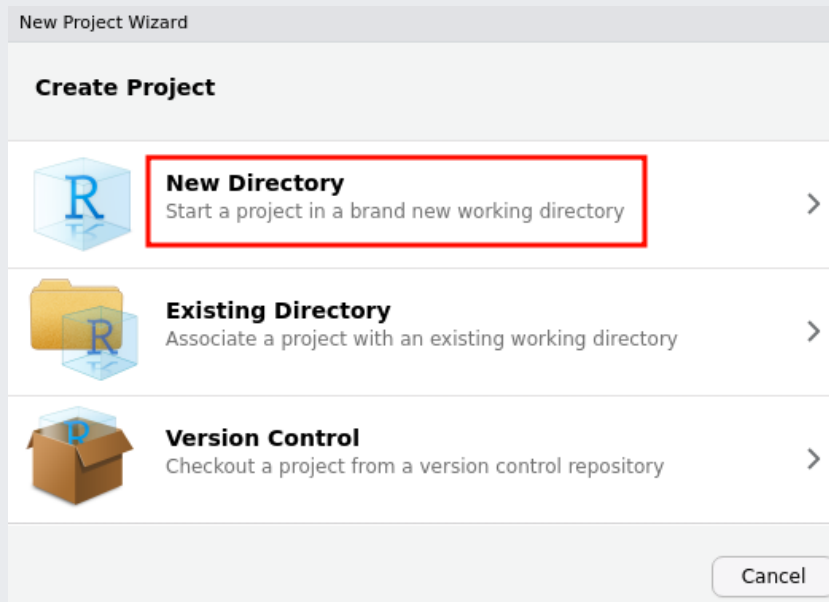 New Project Wizard
Create Project
R
New Directory
Start a project in a brand new working directory
R
Existing Directory
Associate a project with an existing working directory
R
Version Control
Checkout a project from a version control repository
Cancel